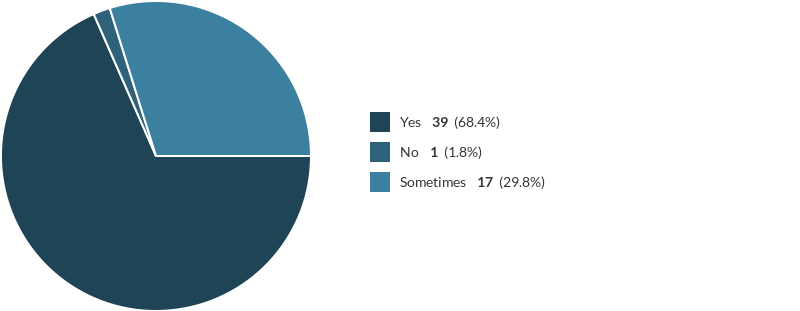 Yes 39 (68.4%)
No 1 (1.8%)
Sometimes 17 (29.8%)